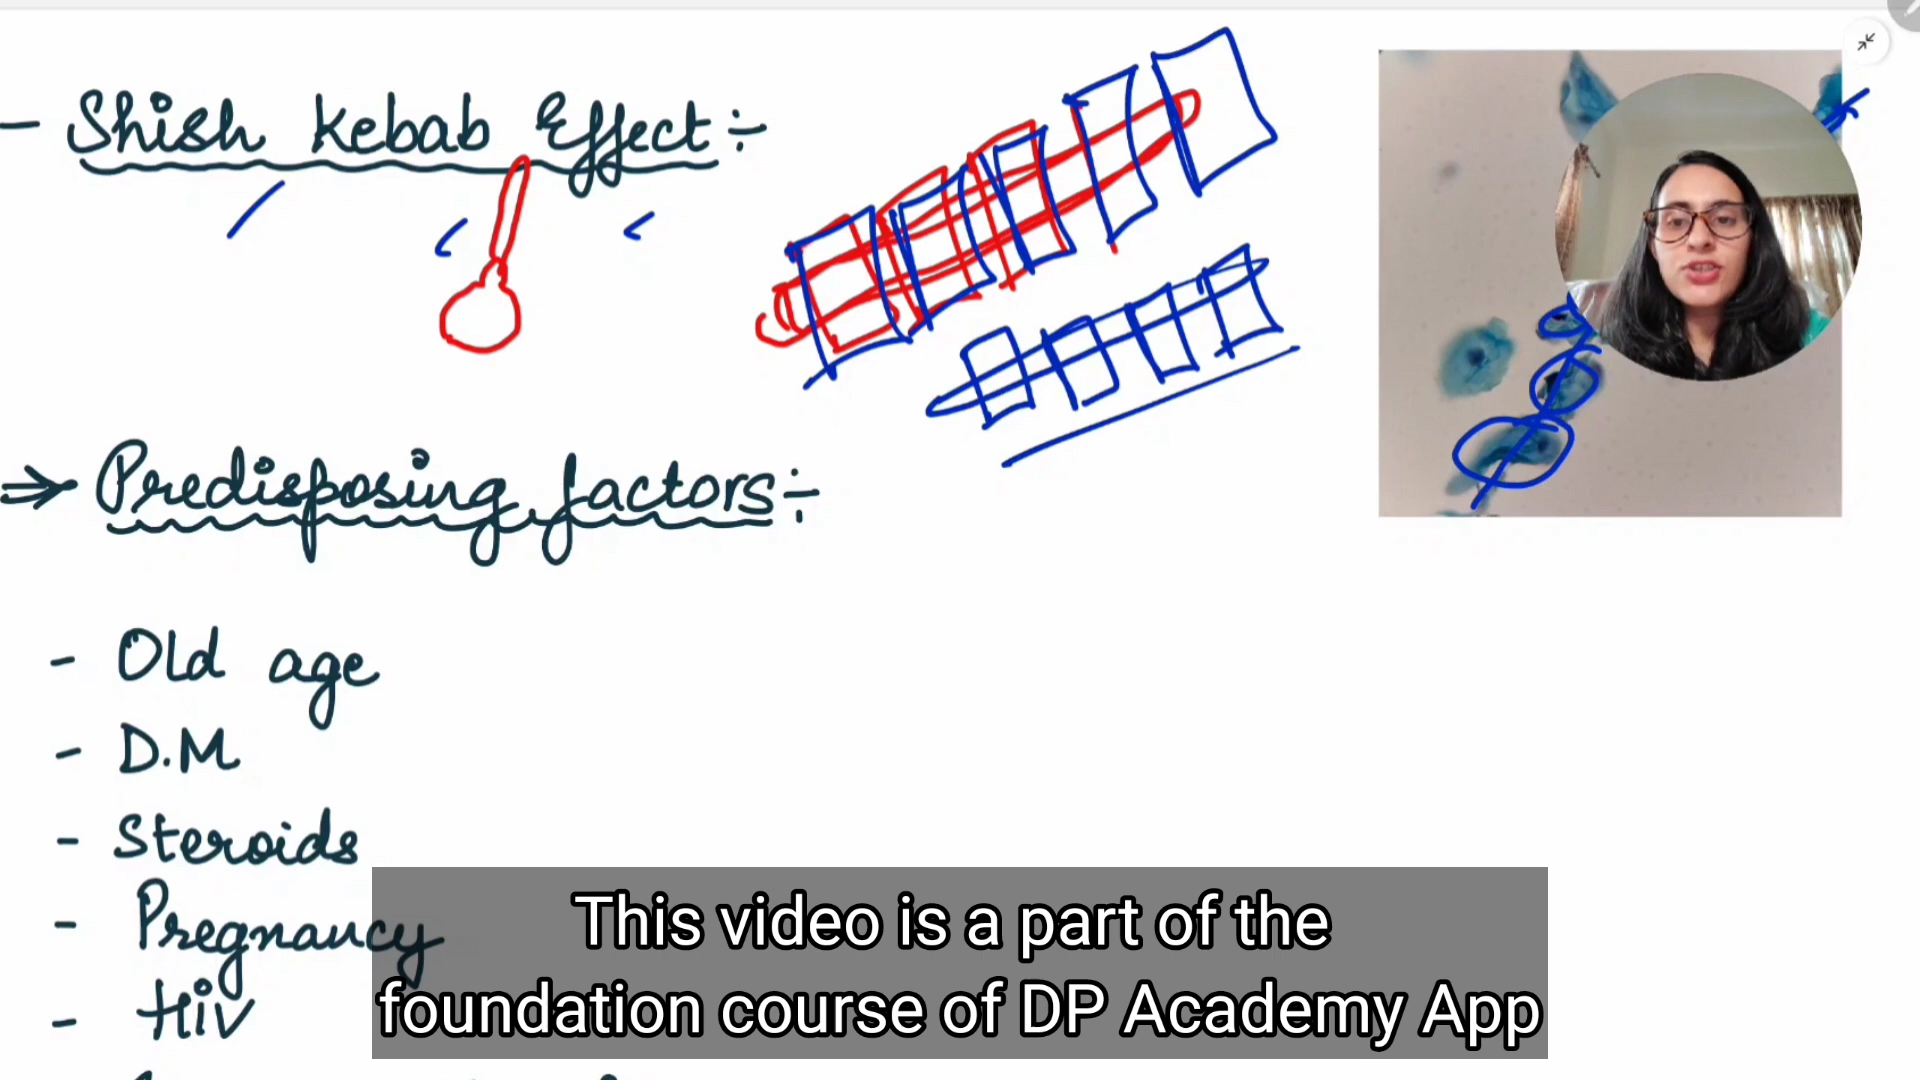 - Shish Kebab Effect :-
⇒ Predisposing factors :-
- Old age
- D.M
- Steroids
- Pregnancy
- HiV
This video is a part of the
foundation course of DP Academy App